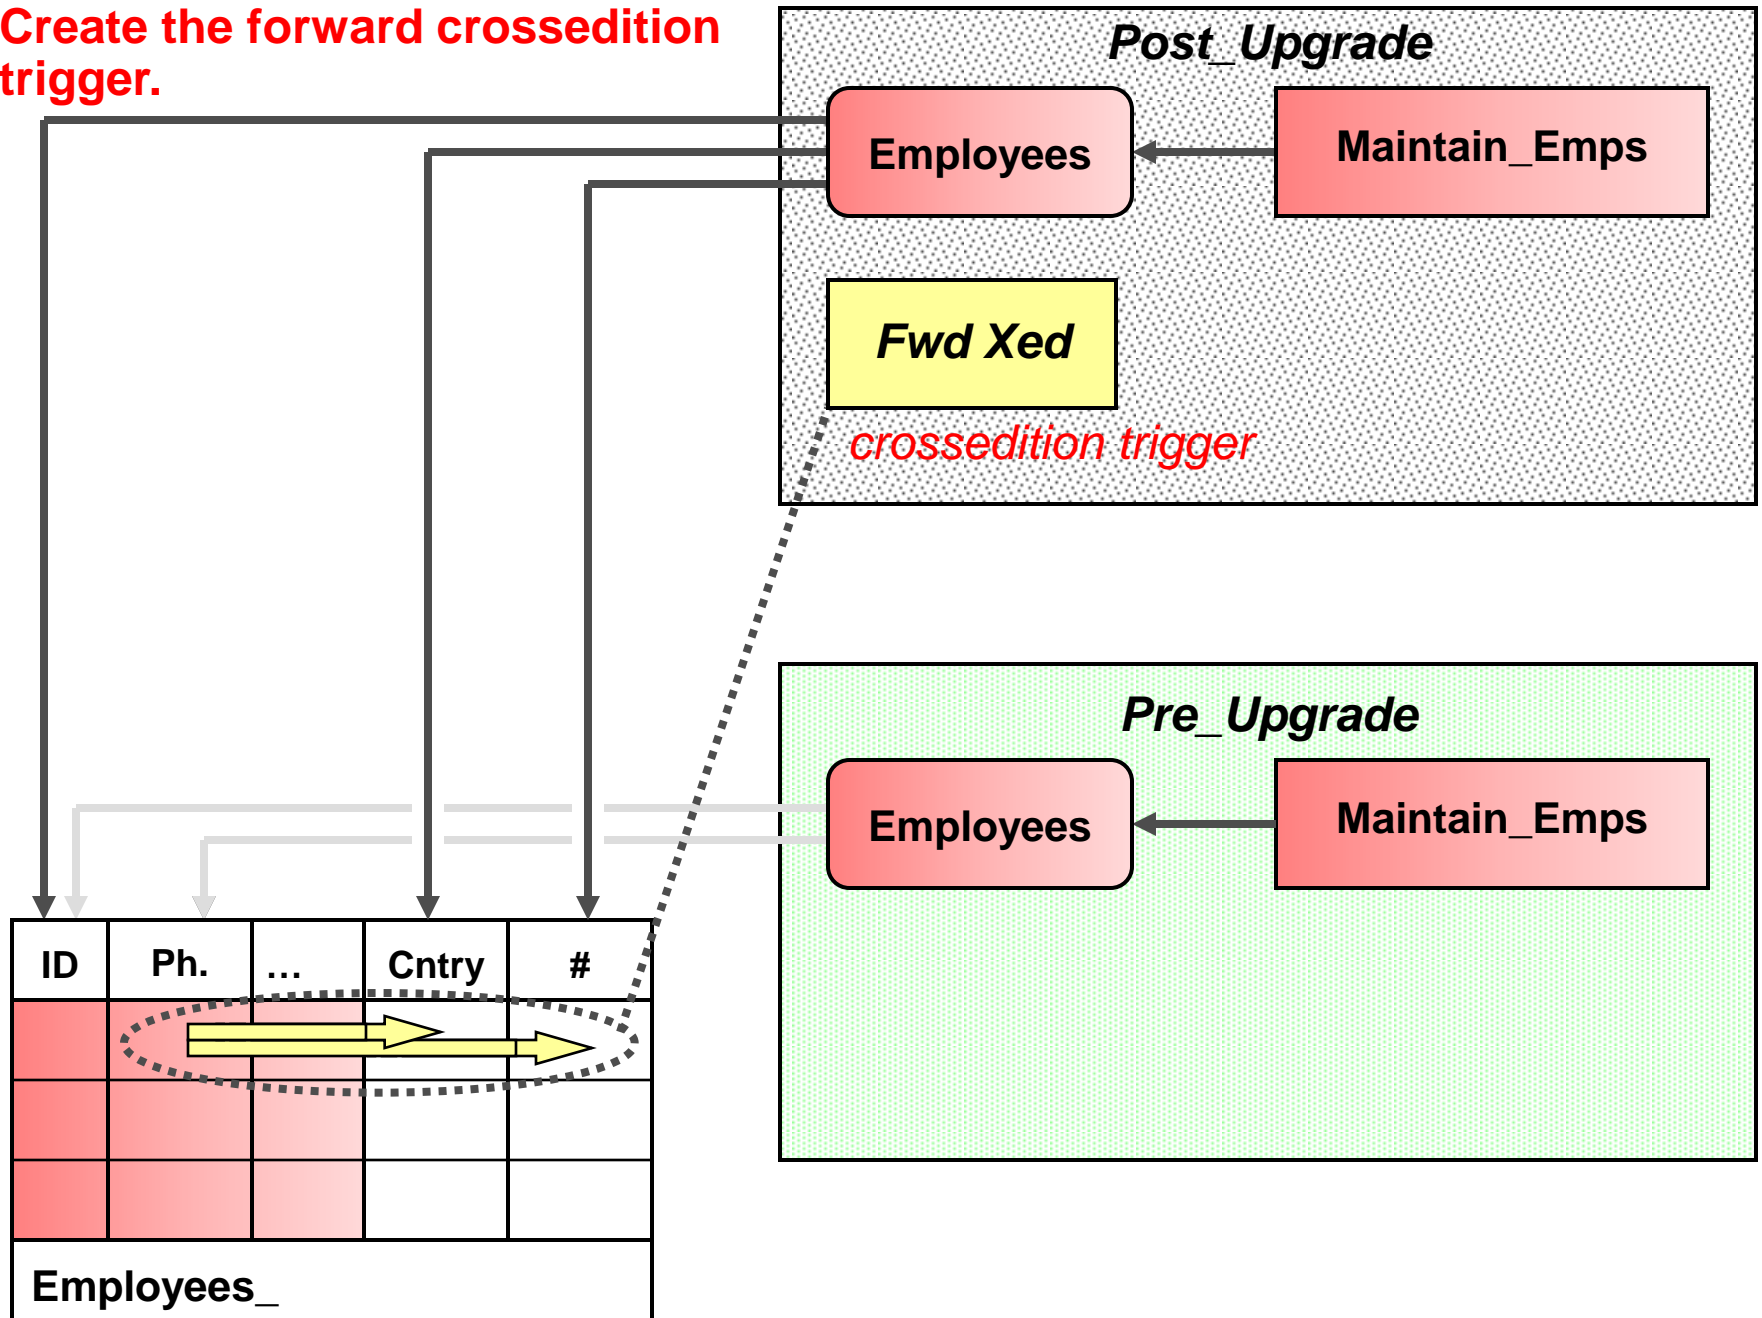 Create the forward crossedition
trigger.
Post_Upgrade
Employees
Maintain_Emps
Fwd Xed
crossedition trigger
Pre_Upgrade
Employees
Maintain_Emps
ID Ph. … Cntry #
Employees_